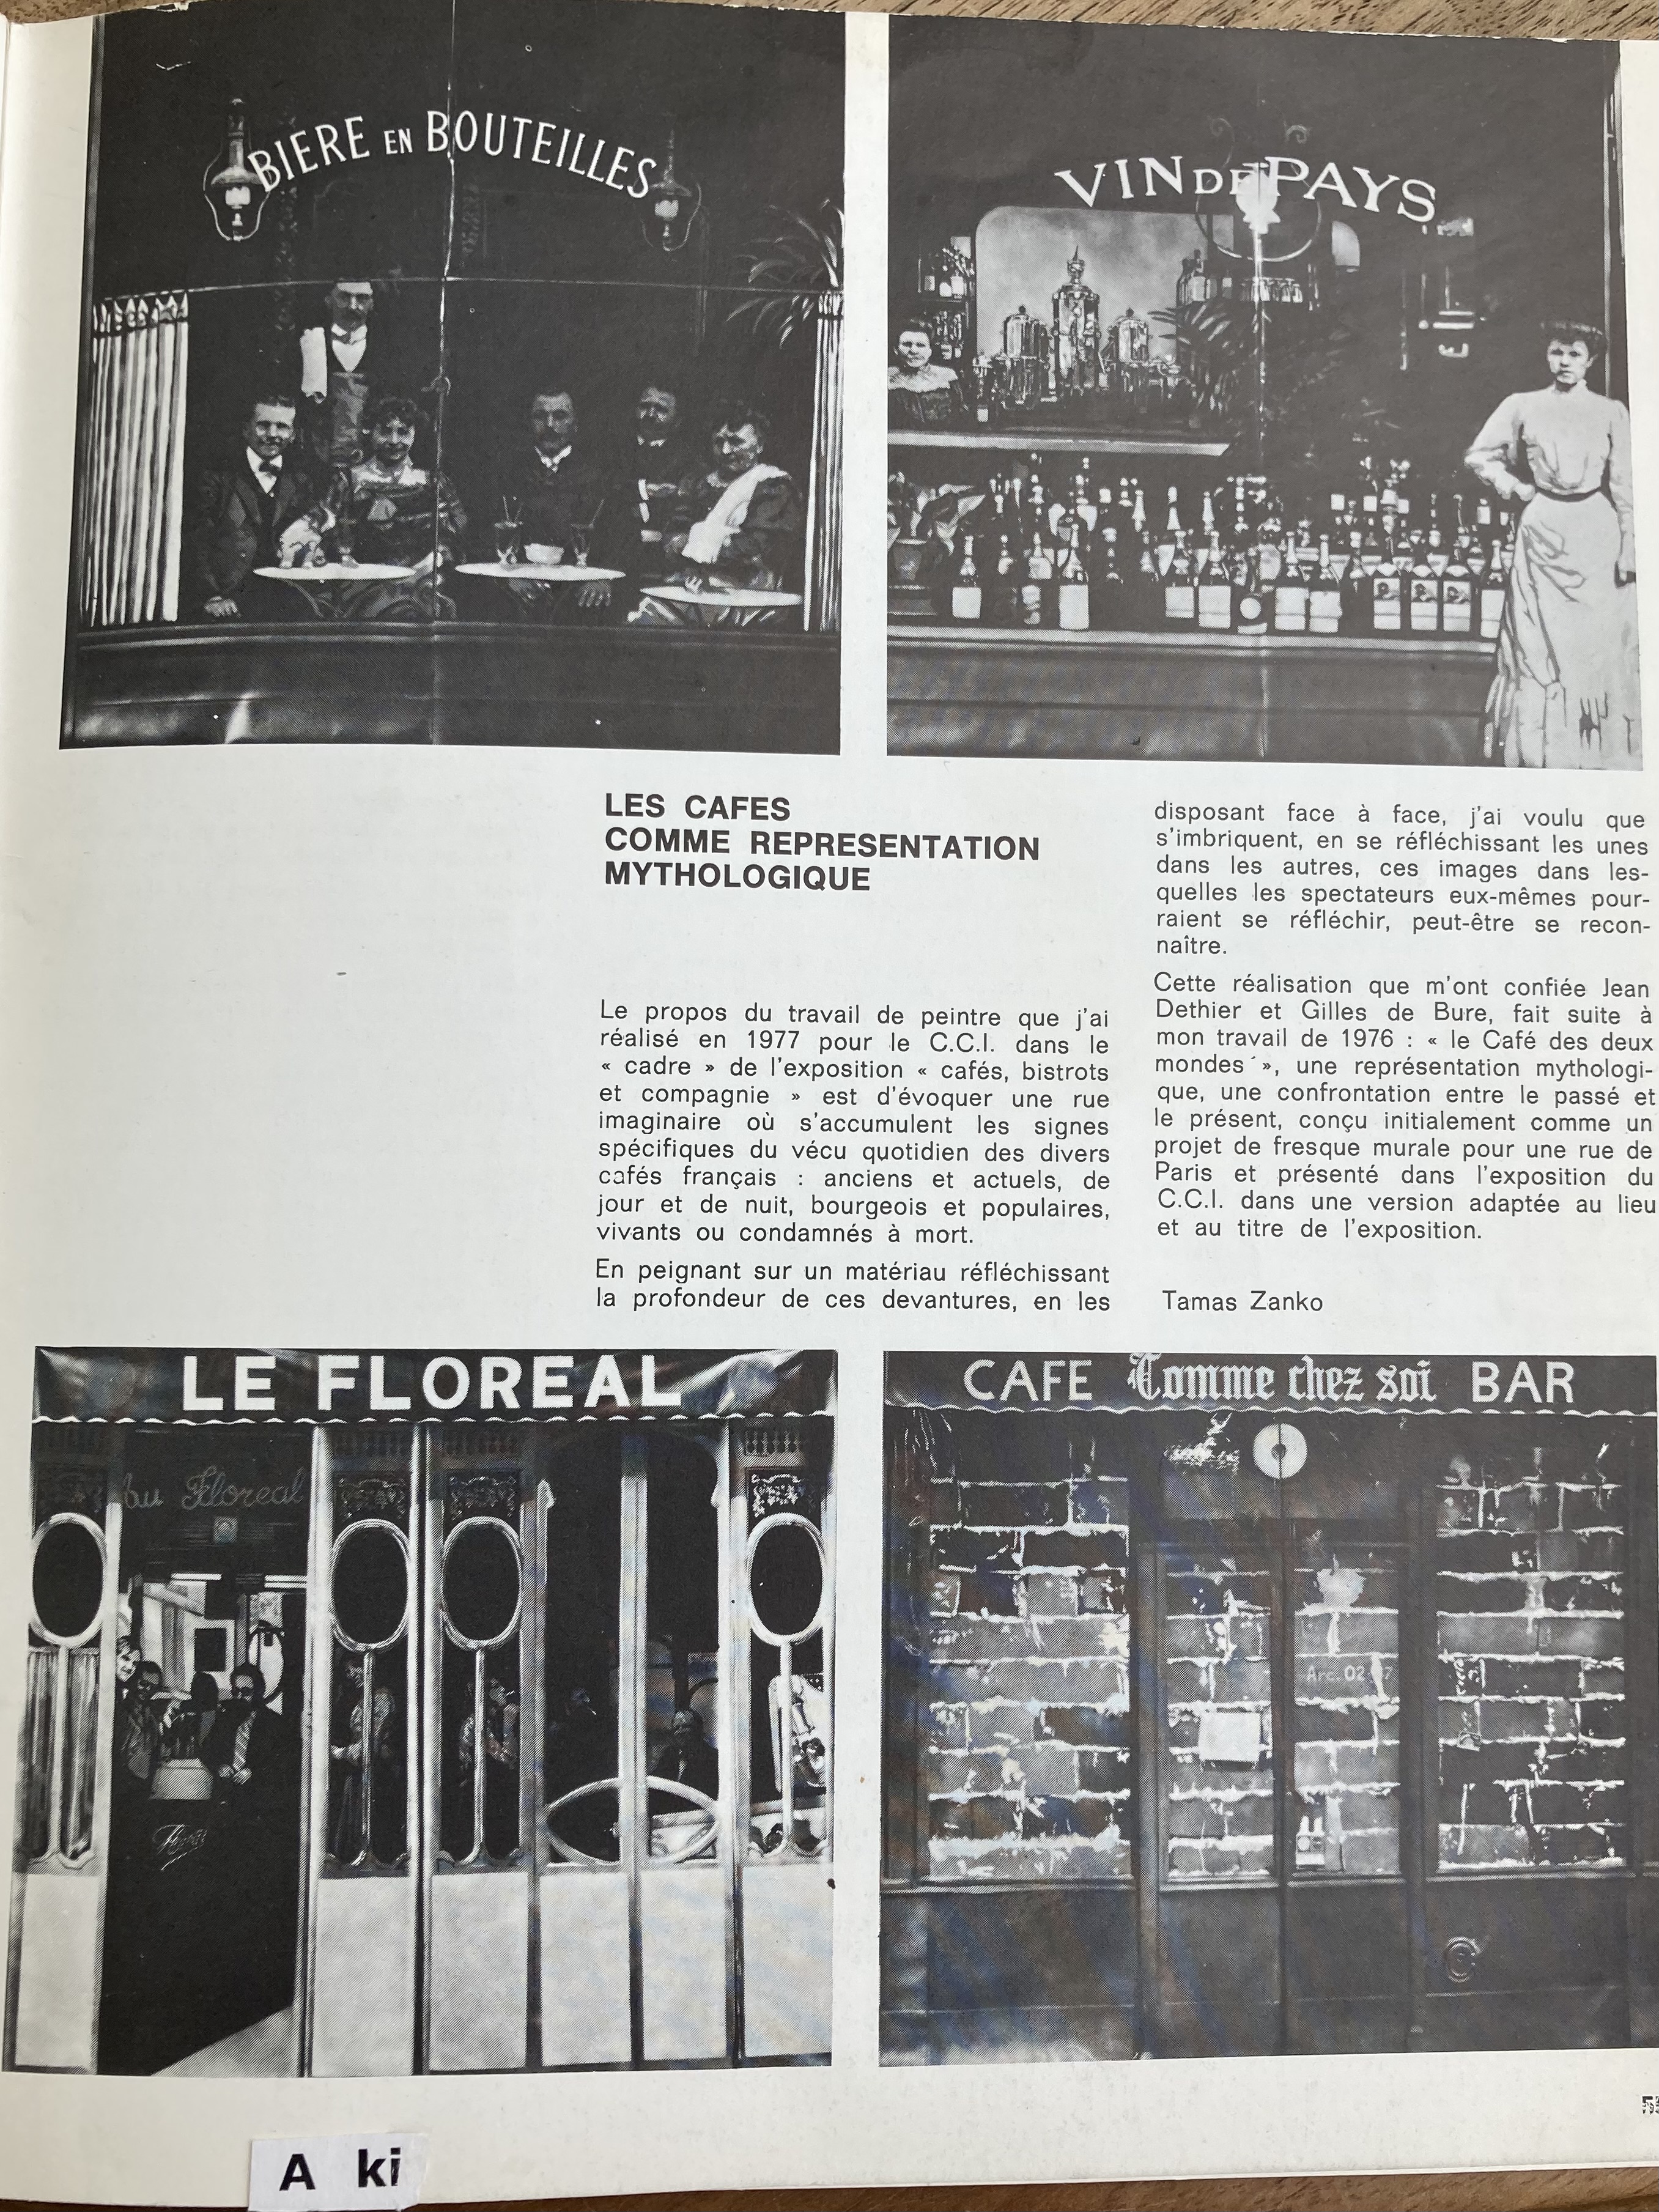 BIERE EN BOUTEILLES
VIN DE PAYS
LES CAFES
COMME REPRESENTATION
MYTHOLOGIQUE
Le propos du travail de peintre que j'ai
réalisé en 1977 pour le C.C.I. dans le
« cadre » de l'exposition « cafés, bistrots
et compagnie » est d'évoquer une rue
imaginaire où s'accumulent les signes
spécifiques du vécu quotidien des divers
cafés français : anciens et actuels, de
jour et de nuit, bourgeois et populaires,
vivants ou condamnés à mort.
En peignant sur un matériau réfléchissant
la profondeur de ces devantures, en les
disposant face à face, j'ai voulu que
s'imbriquent, en se réfléchissant les unes
dans les autres, ces images dans les-
quelles les spectateurs eux-mêmes pour-
raient se réfléchir, peut-être se recon-
naître.
Cette réalisation que m'ont confiée Jean
Dethier et Gilles de Bure, fait suite à
mon travail de 1976 : « le Café des deux
mondes », une représentation mythologi-
que, une confrontation entre le passé et
le présent, conçu initialement comme un
projet de fresque murale pour une rue de
Paris et présenté dans l'exposition du
C.C.I. dans une version adaptée au lieu
et au titre de l'exposition.
Tamas Zanko
LE FLOREAL
Au Floreal
CAFE Comme chez soi BAR
Arc. 02
A ki